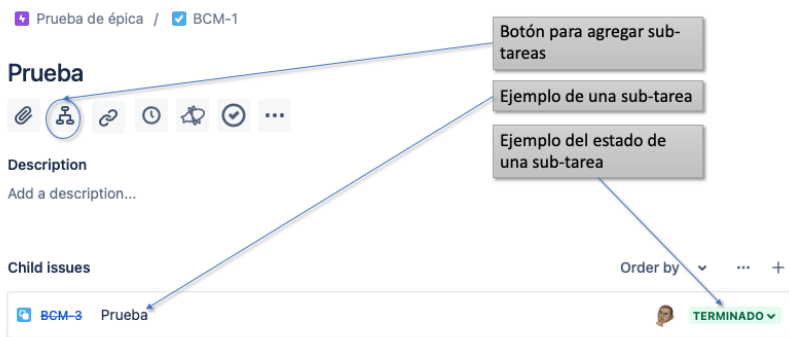 Prueba de épica / BCM-1
Botón para agregar sub-
tareas
Prueba
Ejemplo de una sub-tarea
Ejemplo del estado de
una sub-tarea
Description
Add a description...
Child issues
Order by
BCM-3 Prueba
TERMINADO